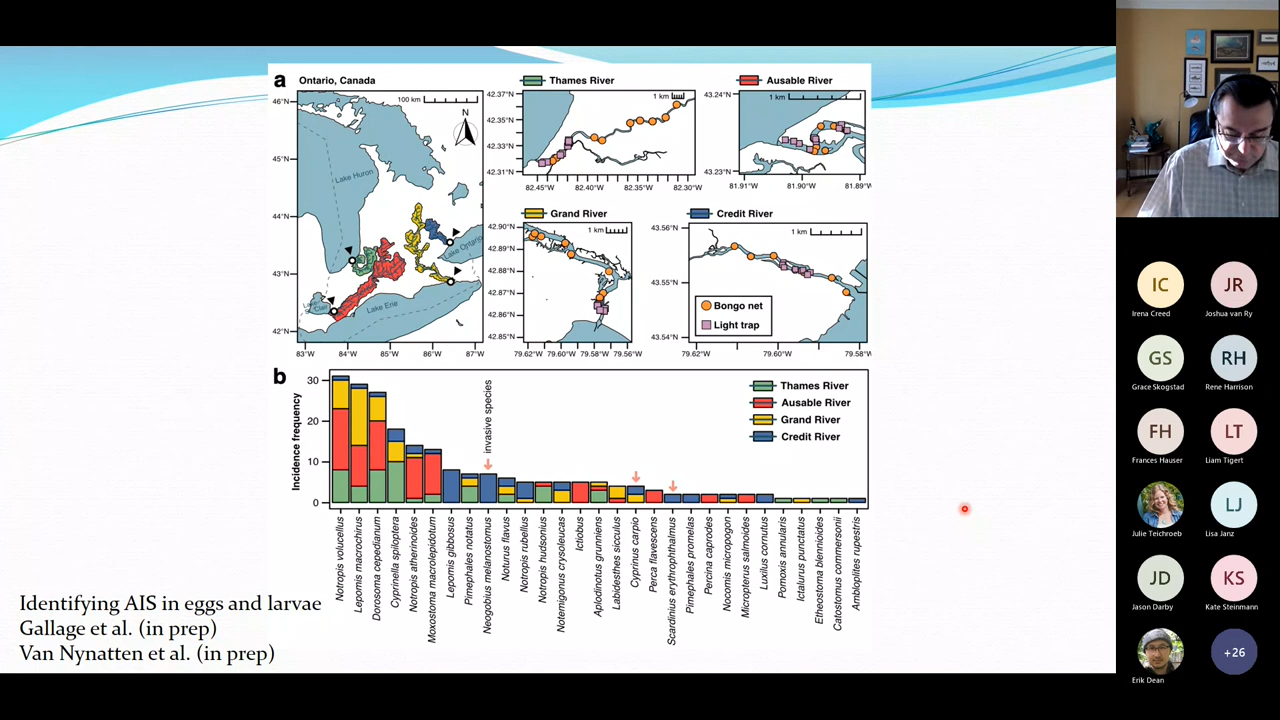 a
Ontario, Canada
Thames River
Ausable River
100 km
1 km
1 km
N
46°N
45°N
44°N
43°N
42°N
83°W
84°W
85°W
86°W
87°W
Lake Huron
Lake Ontario
Lake Erie
42.37°N
42.35°N
42.33°N
42.31°N
82.45°W
82.40°W
82.35°W
82.30°W
43.24°N
43.23°N
81.91°W
81.90°W
81.89°W
Grand River
Credit River
1 km
1 km
42.90°N
42.89°N
42.88°N
42.87°N
42.86°N
42.85°N
79.62°W
79.60°W
79.58°W
79.56°W
43.56°N
43.55°N
43.54°N
79.62°W
79.60°W
79.58°W
Bongo net
Light trap
b
Incidence frequency
30
20
10
0
invasive species
Thames River
Ausable River
Grand River
Credit River
Notropis volucellus
Lepomis macrochirus
Dorosoma cepedianum
Cyprinella spiloptera
Notropis atherinoides
Moxostoma macrolepidotum
Lepomis gibbosus
Pimephales notatus
Neogobius melanostomus
Noturus flavus
Notropis rubellus
Notropis hudsonius
Notemigonus crysoleucas
Ictiobus
Aplodinotus grunniens
Labidesthes sicculus
Cyprinus carpio
Perca flavescens
Scardinius erythrophthalmus
Pimephales promelas
Percina caprodes
Nocomis micropogon
Micropterus salmoides
Luxilus cornutus
Pomoxis annularis
Ictalurus punctatus
Etheostoma blennioides
Catostomus commersonii
Ambloplites rupestris
Identifying AIS in eggs and larvae
Gallage et al. (in prep)
Van Nynatten et al. (in prep)
IC
JR
Irena Creed
Joshua van Ry
GS
RH
Grace Skogstad
Rene Harrison
FH
LT
Frances Hauser
Liam Tigert
LJ
Julie Teichroeb
Lisa Janz
JD
KS
Jason Darby
Kate Steinmann
+26
Erik Dean